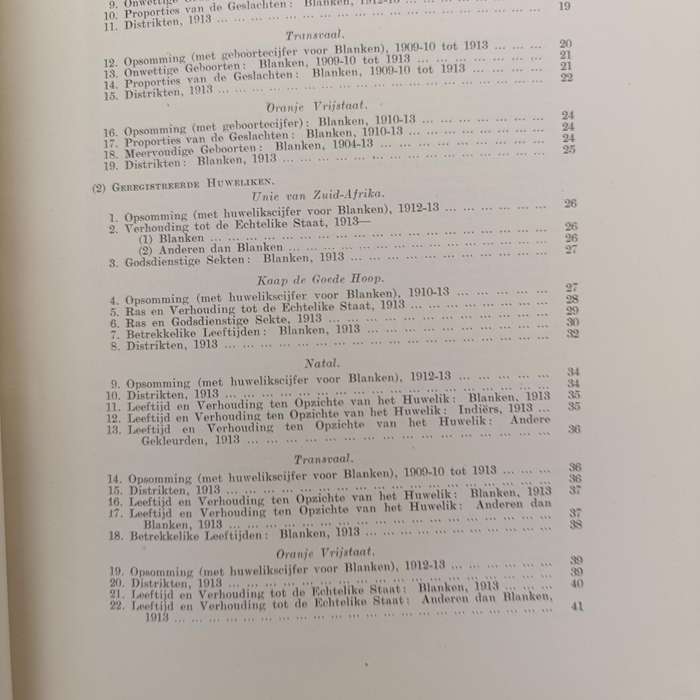 9. Onwettige Geboorten: Blanken, 1912-13 ... ...
10. Proporties van de Geslachten: Blanken, ... ... ... ... 19
11. Distrikten, 1913 ... ... ... ...
Transvaal.
12. Opsomming (met geboortecijfer voor Blanken), 1909-10 tot 1913 ... ... ... 20
13. Onwettige Geboorten: Blanken, 1909-10 tot 1913 ... ... ... ... 21
14. Proporties van de Geslachten: Blanken, 1909-10 tot 1913 ... ... ... 21
15. Distrikten, 1913 ... ... ... ... 22
Oranje Vrijstaat.
16. Opsomming (met geboortecijfer): Blanken, 1910-13 ... ... ... ... 24
17. Proporties van de Geslachten: Blanken, 1910-13 ... ... ... ... 24
18. Meervoudige Geboorten: Blanken, 1904-13 ... ... ... ... 24
19. Distrikten: Blanken, 1913 ... ... ... ... 25
(2) GEREGISTREERDE HUWELIKEN.
Unie van Zuid-Afrika.
1. Opsomming (met huwelikscijfer voor Blanken), 1912-13 ... ... ... ... 26
2. Verhouding tot de Echtelike Staat, 1913—
(1) Blanken ... ... ... ... 26
(2) Anderen dan Blanken ... ... ... ... 26
3. Godsdienstige Sekten: Blanken, 1913 ... ... ... ... 27
Kaap de Goede Hoop.
4. Opsomming (met huwelikscijfer voor Blanken), 1910-13 ... ... ... ... 27
5. Ras en Verhouding tot de Echtelike Staat, 1913 ... ... ... ... 28
6. Ras en Godsdienstige Sekte, 1913 ... ... ... ... 29
7. Betrekkelike Leeftijden: Blanken, 1913 ... ... ... ... 30
8. Distrikten, 1913 ... ... ... ... 32
Natal.
9. Opsomming (met huwelikscijfer voor Blanken), 1912-13 ... ... ... ... 34
10. Distrikten, 1913 ... ... ... ... 34
11. Leeftijd en Verhouding ten Opzichte van het Huwelik: Blanken, 1913 35
12. Leeftijd en Verhouding ten Opzichte van het Huwelik: Indiërs, 1913 ... 35
13. Leeftijd en Verhouding ten Opzichte van het Huwelik: Andere
Gekleurden, 1913 ... ... ... ... 36
Transvaal.
14. Opsomming (met huwelikscijfer voor Blanken), 1909-10 tot 1913 ... ... ... 36
15. Distrikten, 1913 ... ... ... ... 36
16. Leeftijd en Verhouding ten Opzichte van het Huwelik: Blanken, 1913 37
17. Leeftijd en Verhouding ten Opzichte van het Huwelik: Anderen dan
Blanken, 1913 ... ... ... ... 37
18. Betrekkelike Leeftijden: Blanken, 1913 ... ... ... ... 38
Oranje Vrijstaat.
19. Opsomming (met huwelikscijfer voor Blanken), 1912-13 ... ... ... ... 39
20. Distrikten, 1913 ... ... ... ... 39
21. Leeftijd en Verhouding tot de Echtelike Staat: Blanken, 1913 ... ... ... 40
22. Leeftijd en Verhouding tot de Echtelike Staat: Anderen dan Blanken,
1913 ... ... ... ... 41